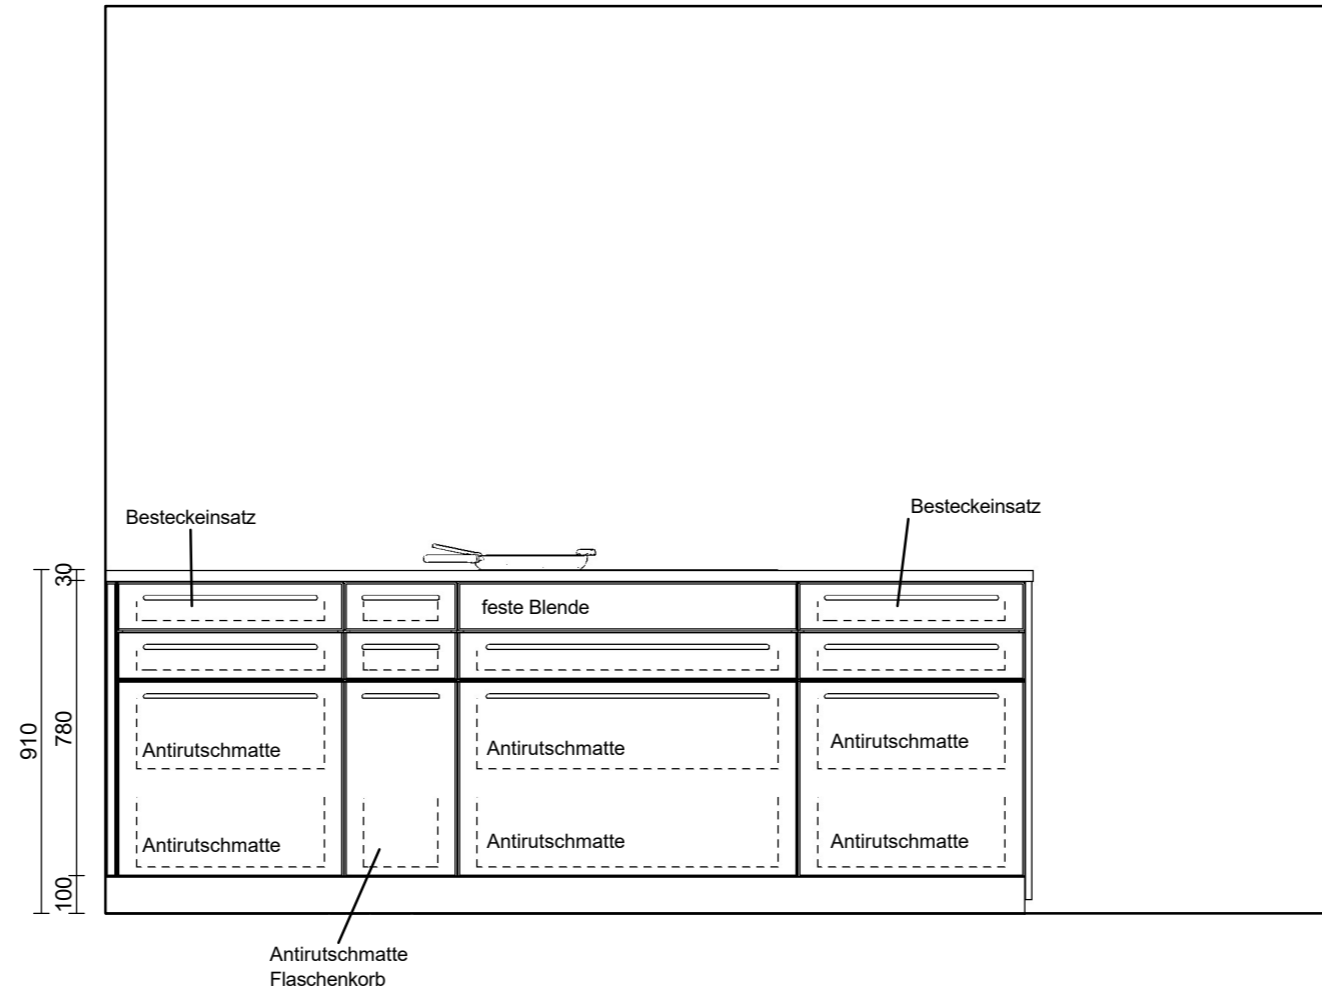 Besteckeinsatz
Besteckeinsatz
30
feste Blende
910
780
Antirutschmatte
Antirutschmatte
Antirutschmatte
Antirutschmatte
Antirutschmatte
Antirutschmatte
100
Antirutschmatte
Flaschenkorb